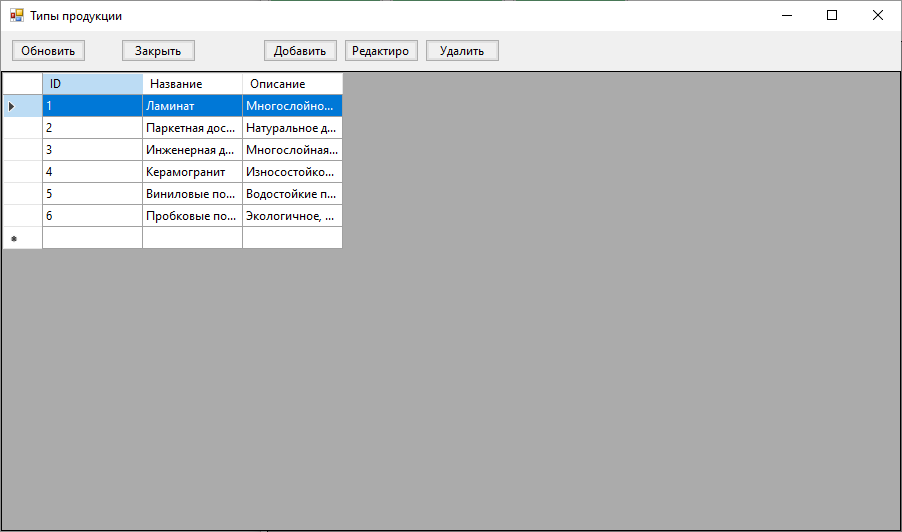 Типы продукции
Обновить Закрыть Добавить Редактиро Удалить
ID Название Описание
1 Ламинат Многослойно...
2 Паркетная дос... Натуральное д...
3 Инженерная д... Многослойная...
4 Керамогранит Износостойко...
5 Виниловые по... Водостойкие п...
6 Пробковые по... Экологичное, ...